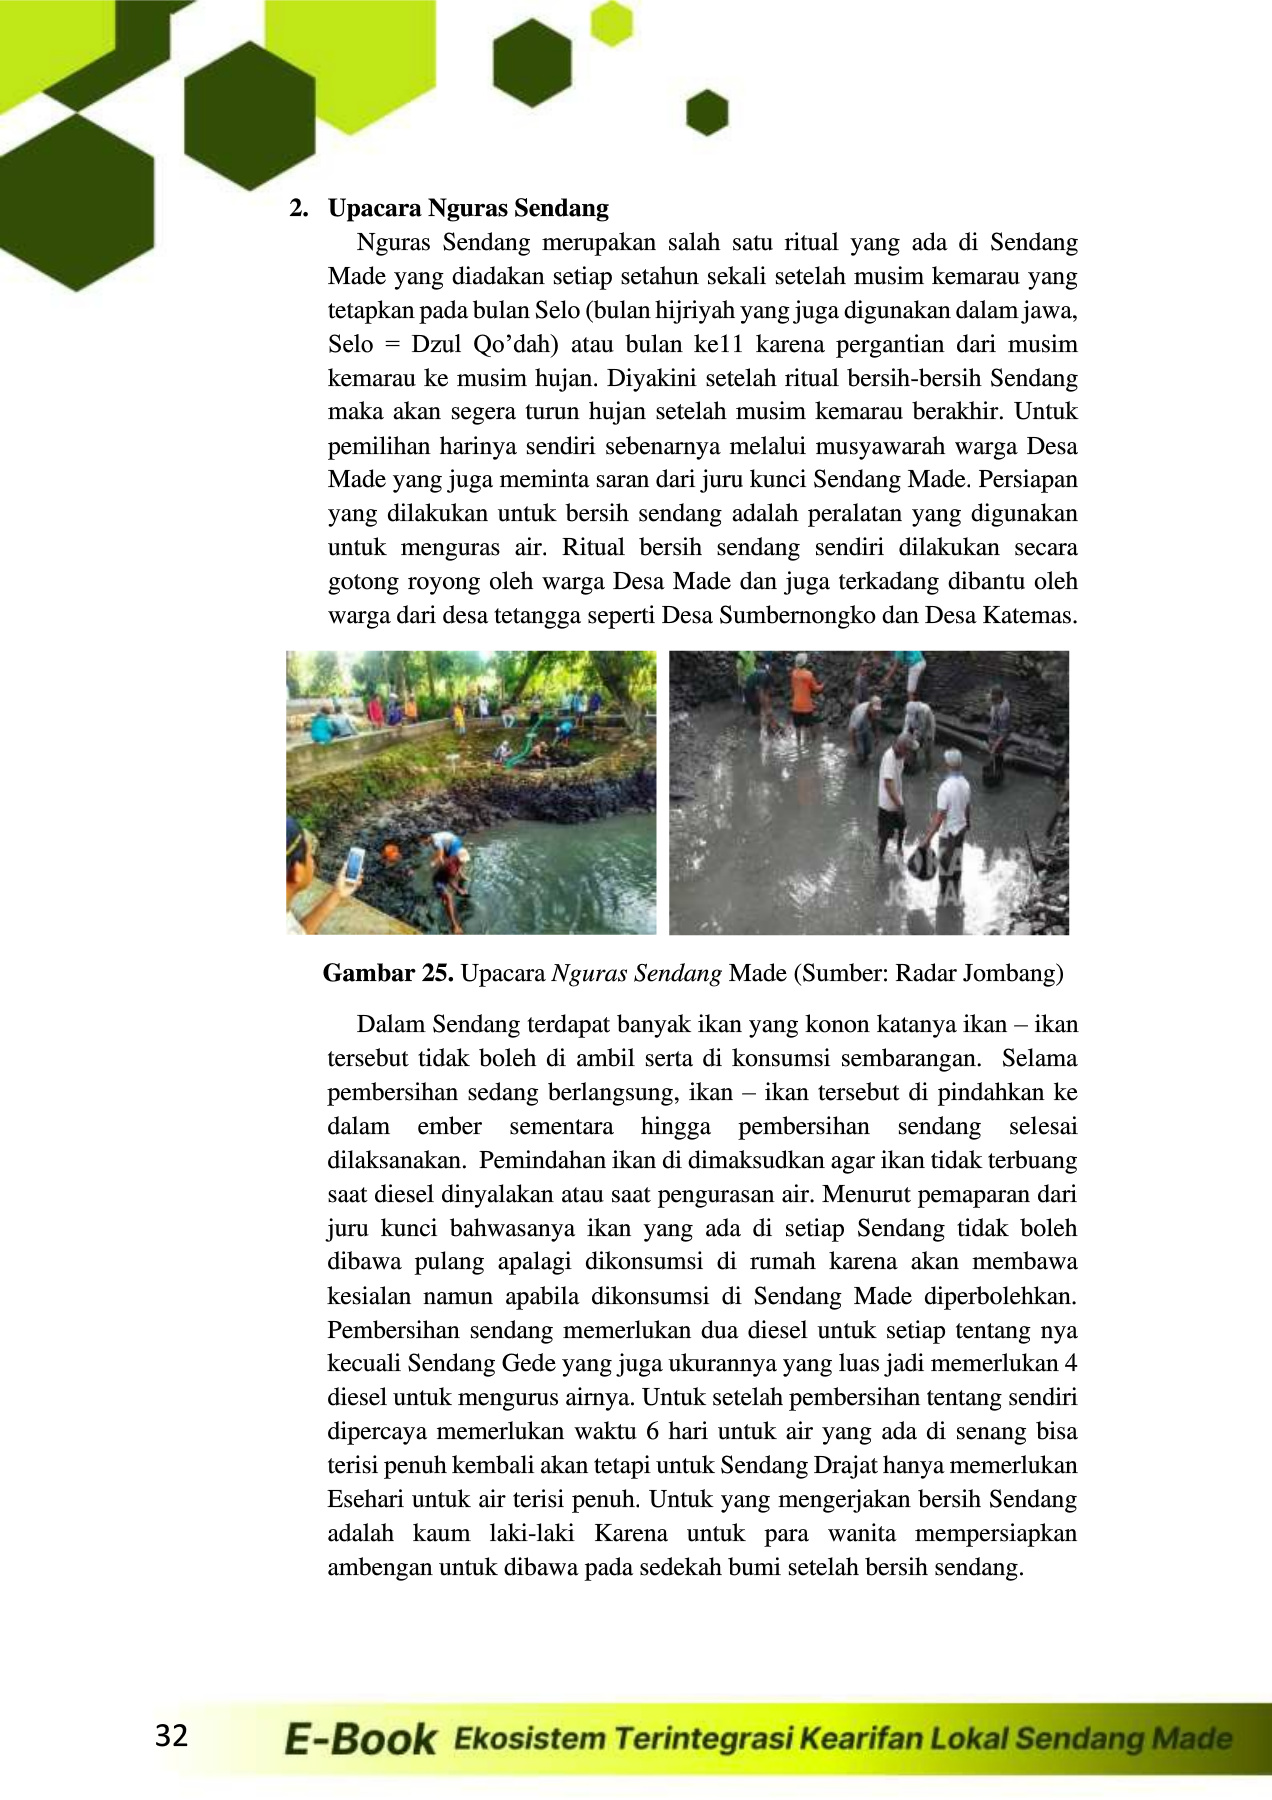 2. Upacara Nguras Sendang
Nguras Sendang merupakan salah satu ritual yang ada di Sendang
Made yang diadakan setiap setahun sekali setelah musim kemarau yang
tetapkan pada bulan Selo (bulan hijriyah yang juga digunakan dalam jawa,
Selo = Dzul Qo’dah) atau bulan ke11 karena pergantian dari musim
kemarau ke musim hujan. Diyakini setelah ritual bersih-bersih Sendang
maka akan segera turun hujan setelah musim kemarau berakhir. Untuk
pemilihan harinya sendiri sebenarnya melalui musyawarah warga Desa
Made yang juga meminta saran dari juru kunci Sendang Made. Persiapan
yang dilakukan untuk bersih sendang adalah peralatan yang digunakan
untuk menguras air. Ritual bersih sendang sendiri dilakukan secara
gotong royong oleh warga Desa Made dan juga terkadang dibantu oleh
warga dari desa tetangga seperti Desa Sumbernongko dan Desa Katemas.
Gambar 25. Upacara Nguras Sendang Made (Sumber: Radar Jombang)
Dalam Sendang terdapat banyak ikan yang konon katanya ikan – ikan
tersebut tidak boleh di ambil serta di konsumsi sembarangan. Selama
pembersihan sedang berlangsung, ikan – ikan tersebut di pindahkan ke
dalam ember sementara hingga pembersihan sendang selesai
dilaksanakan. Pemindahan ikan di dimaksudkan agar ikan tidak terbuang
saat diesel dinyalakan atau saat pengurasan air. Menurut pemaparan dari
juru kunci bahwasanya ikan yang ada di setiap Sendang tidak boleh
dibawa pulang apalagi dikonsumsi di rumah karena akan membawa
kesialan namun apabila dikonsumsi di Sendang Made diperbolehkan.
Pembersihan sendang memerlukan dua diesel untuk setiap tentang nya
kecuali Sendang Gede yang juga ukurannya yang luas jadi memerlukan 4
diesel untuk mengurus airnya. Untuk setelah pembersihan tentang sendiri
dipercaya memerlukan waktu 6 hari untuk air yang ada di senang bisa
terisi penuh kembali akan tetapi untuk Sendang Drajat hanya memerlukan
Esehari untuk air terisi penuh. Untuk yang mengerjakan bersih Sendang
adalah kaum laki-laki Karena untuk para wanita mempersiapkan
ambengan untuk dibawa pada sedekah bumi setelah bersih sendang.
32
E-Book Ekosistem Terintegrasi Kearifan Lokal Sendang Made